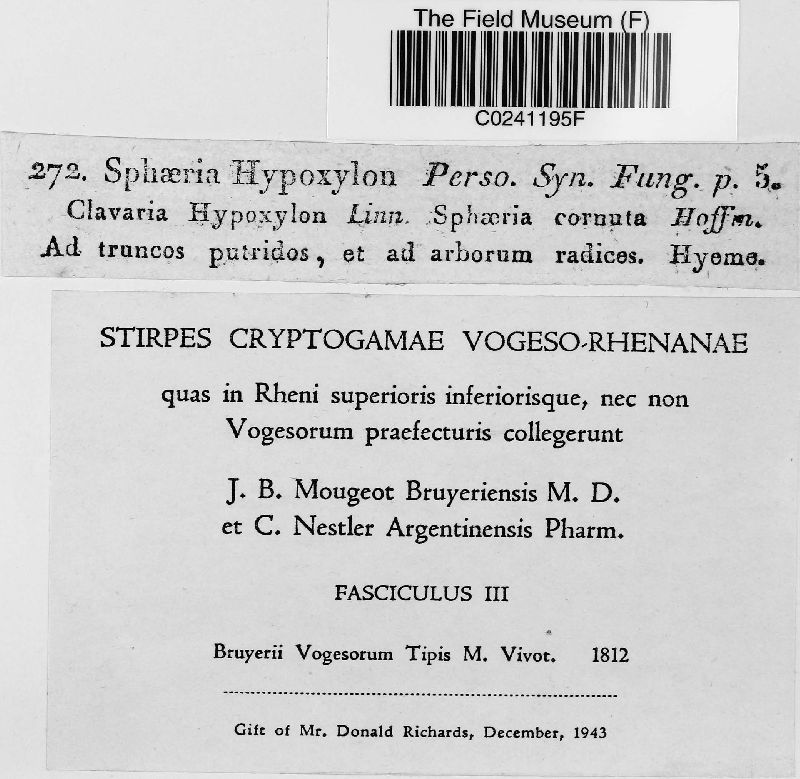 The Field Museum (F)
C0241195F
272. Sphæria Hypoxylon Perso. Syn. Fung. p. 5.
Clavaria Hypoxylon Linn. Sphæria cornuta Hoffm.
Ad truncos putridos, et ad arborum radices. Hyeme.
STIRPES CRYPTOGAMAE VOGESO-RHENANAE
quas in Rheni superioris inferiorisque, nec non
Vogesorum praefecturis collegerunt
J. B. Mougeot Bruyeriensis M. D.
et C. Nestler Argentinensis Pharm.
FASCICULUS III
Bruyerii Vogesorum Tipis M. Vivot. 1812
Gift of Mr. Donald Richards, December, 1943